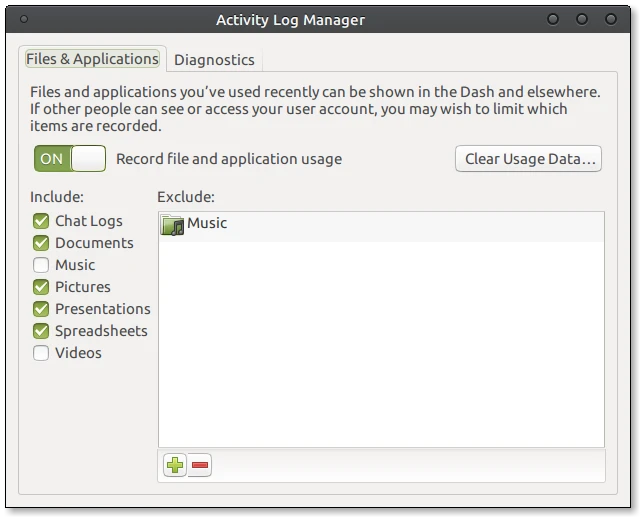 Activity Log Manager
Files & Applications
Diagnostics
Files and applications you've used recently can be shown in the Dash and elsewhere.
If other people can see or access your user account, you may wish to limit which
items are recorded.
ON
Record file and application usage
Clear Usage Data...
Include:
Exclude:
Chat Logs
Documents
Music
Pictures
Presentations
Spreadsheets
Videos
Music